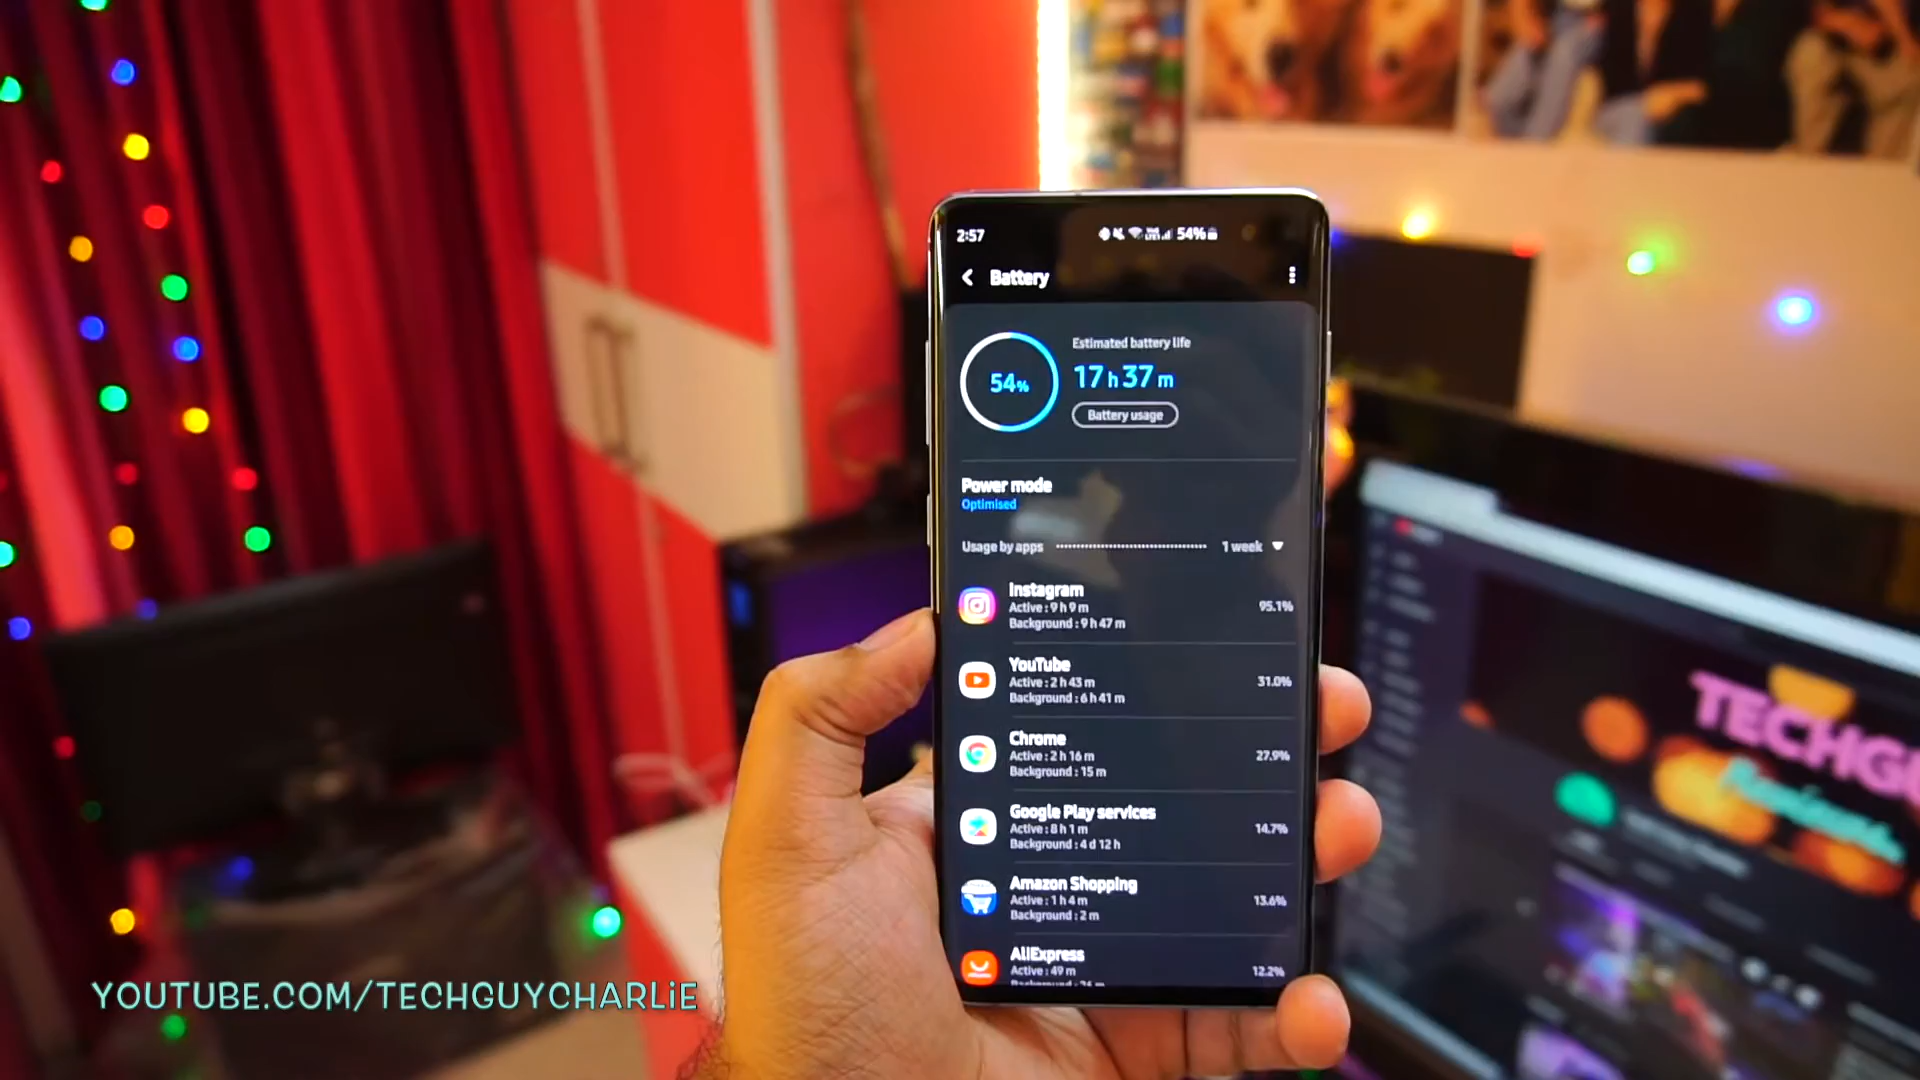 2:57
54%
Battery
54%
Estimated battery life
17 h 37 m
Battery usage
Power mode
Optimised
Usage by apps
1 week
Instagram
Active : 9 h 9 m
Background : 9 h 47 m
95.1%
YouTube
Active : 2 h 43 m
Background : 6 h 41 m
31.0%
Chrome
Active : 2 h 16 m
Background : 15 m
27.9%
Google Play services
Active : 8 h 1 m
Background : 4 d 12 h
14.7%
Amazon Shopping
Active : 1 h 4 m
Background : 2 m
13.6%
AliExpress
Active : 49 m
12.2%
TECHGU
YOUTUBE.COM/TECHGUYCHARLiE